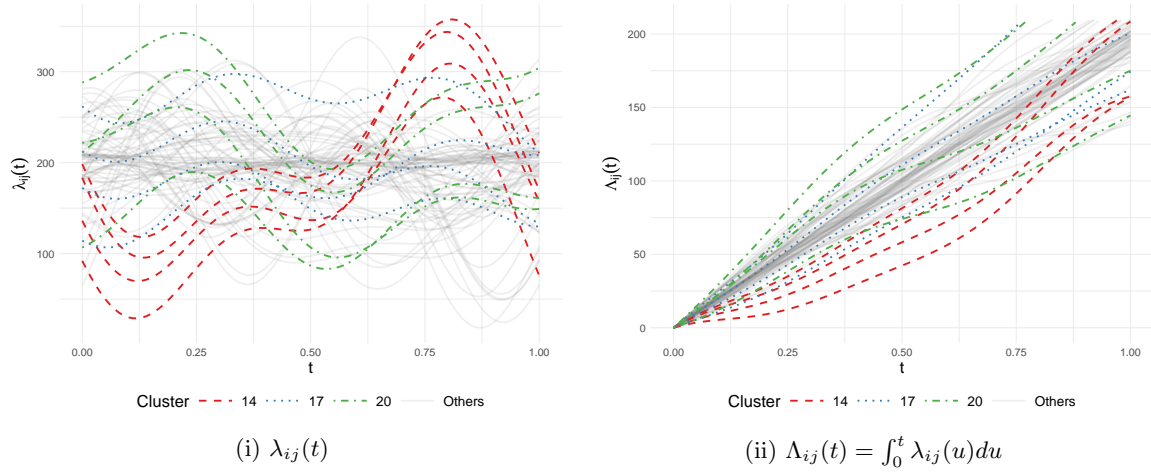 300
200
100
λij(t)
0.00 0.25 0.50 0.75 1.00
t
Cluster 14 17 20 Others
(i) λij(t)
200
150
100
50
0
Λij(t)
0.00 0.25 0.50 0.75 1.00
t
Cluster 14 17 20 Others
(ii) Λij(t) = ∫0t λij(u)du